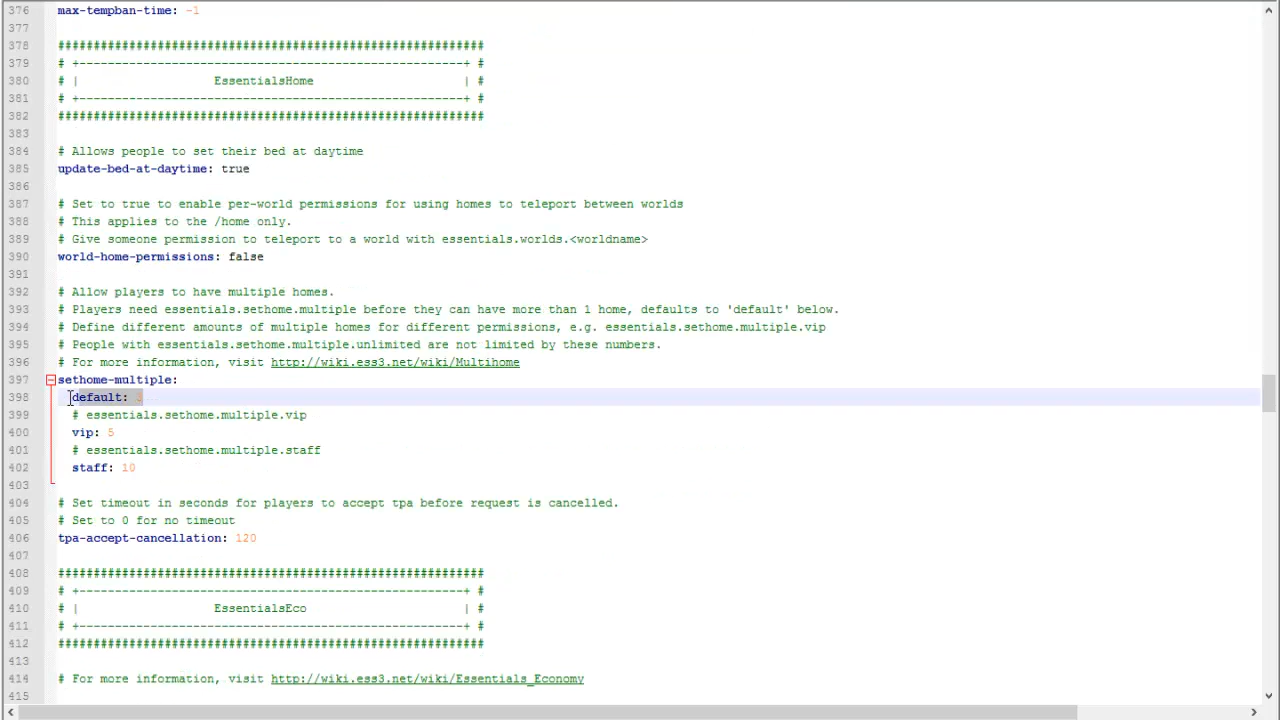 376 max-tempban-time: -1
377
378 ###########################################################
379 # +------------------------------------------------------+ #
380 # | EssentialsHome | #
381 # +------------------------------------------------------+ #
382 ###########################################################
383
384 # Allows people to set their bed at daytime
385 update-bed-at-daytime: true
386
387 # Set to true to enable per-world permissions for using homes to teleport between worlds
388 # This applies to the /home only.
389 # Give someone permission to teleport to a world with essentials.worlds.<worldname>
390 world-home-permissions: false
391
392 # Allow players to have multiple homes.
393 # Players need essentials.sethome.multiple before they can have more than 1 home, defaults to 'default' below.
394 # Define different amounts of multiple homes for different permissions, e.g. essentials.sethome.multiple.vip
395 # People with essentials.sethome.multiple.unlimited are not limited by these numbers.
396 # For more information, visit http://wiki.ess3.net/wiki/Multihome
397 sethome-multiple:
398 default:
399 # essentials.sethome.multiple.vip
400 vip: 5
401 # essentials.sethome.multiple.staff
402 staff: 10
403
404 # Set timeout in seconds for players to accept tpa before request is cancelled.
405 # Set to 0 for no timeout
406 tpa-accept-cancellation: 120
407
408 ###########################################################
409 # +------------------------------------------------------+ #
410 # | EssentialsEco | #
411 # +------------------------------------------------------+ #
412 ###########################################################
413
414 # For more information, visit http://wiki.ess3.net/wiki/Essentials_Economy
415